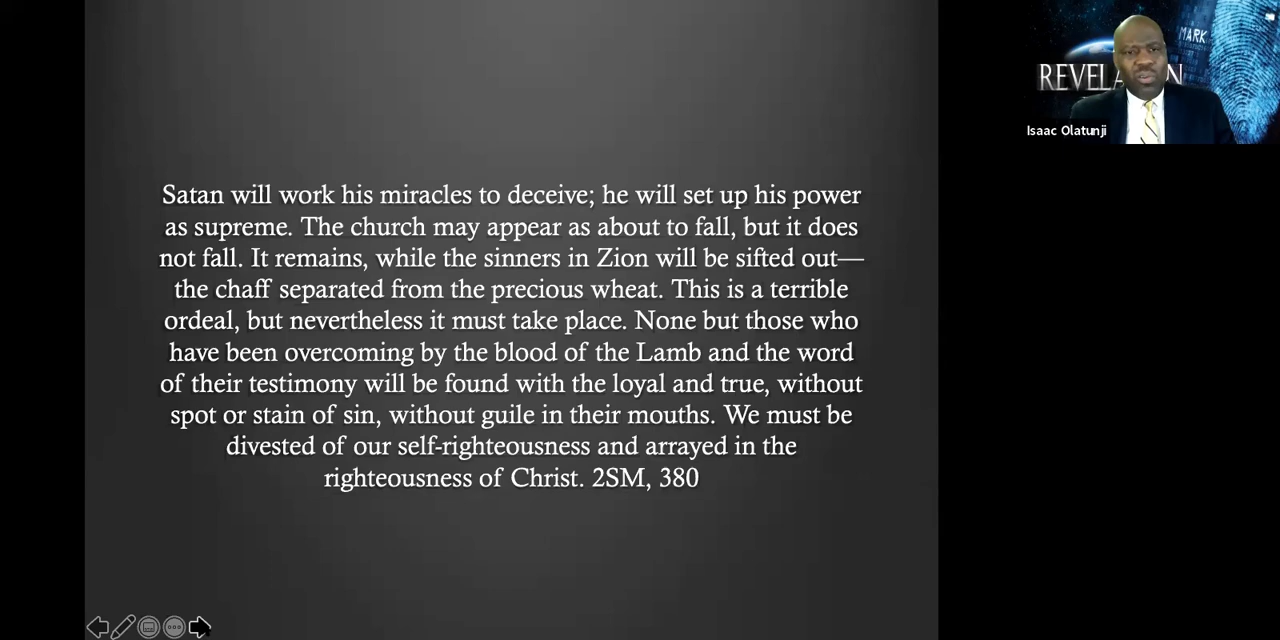 Satan will work his miracles to deceive; he will set up his power
as supreme. The church may appear as about to fall, but it does
not fall. It remains, while the sinners in Zion will be sifted out—
the chaff separated from the precious wheat. This is a terrible
ordeal, but nevertheless it must take place. None but those who
have been overcoming by the blood of the Lamb and the word
of their testimony will be found with the loyal and true, without
spot or stain of sin, without guile in their mouths. We must be
divested of our self-righteousness and arrayed in the
righteousness of Christ. 2SM, 380
MARK
Isaac Olatunji